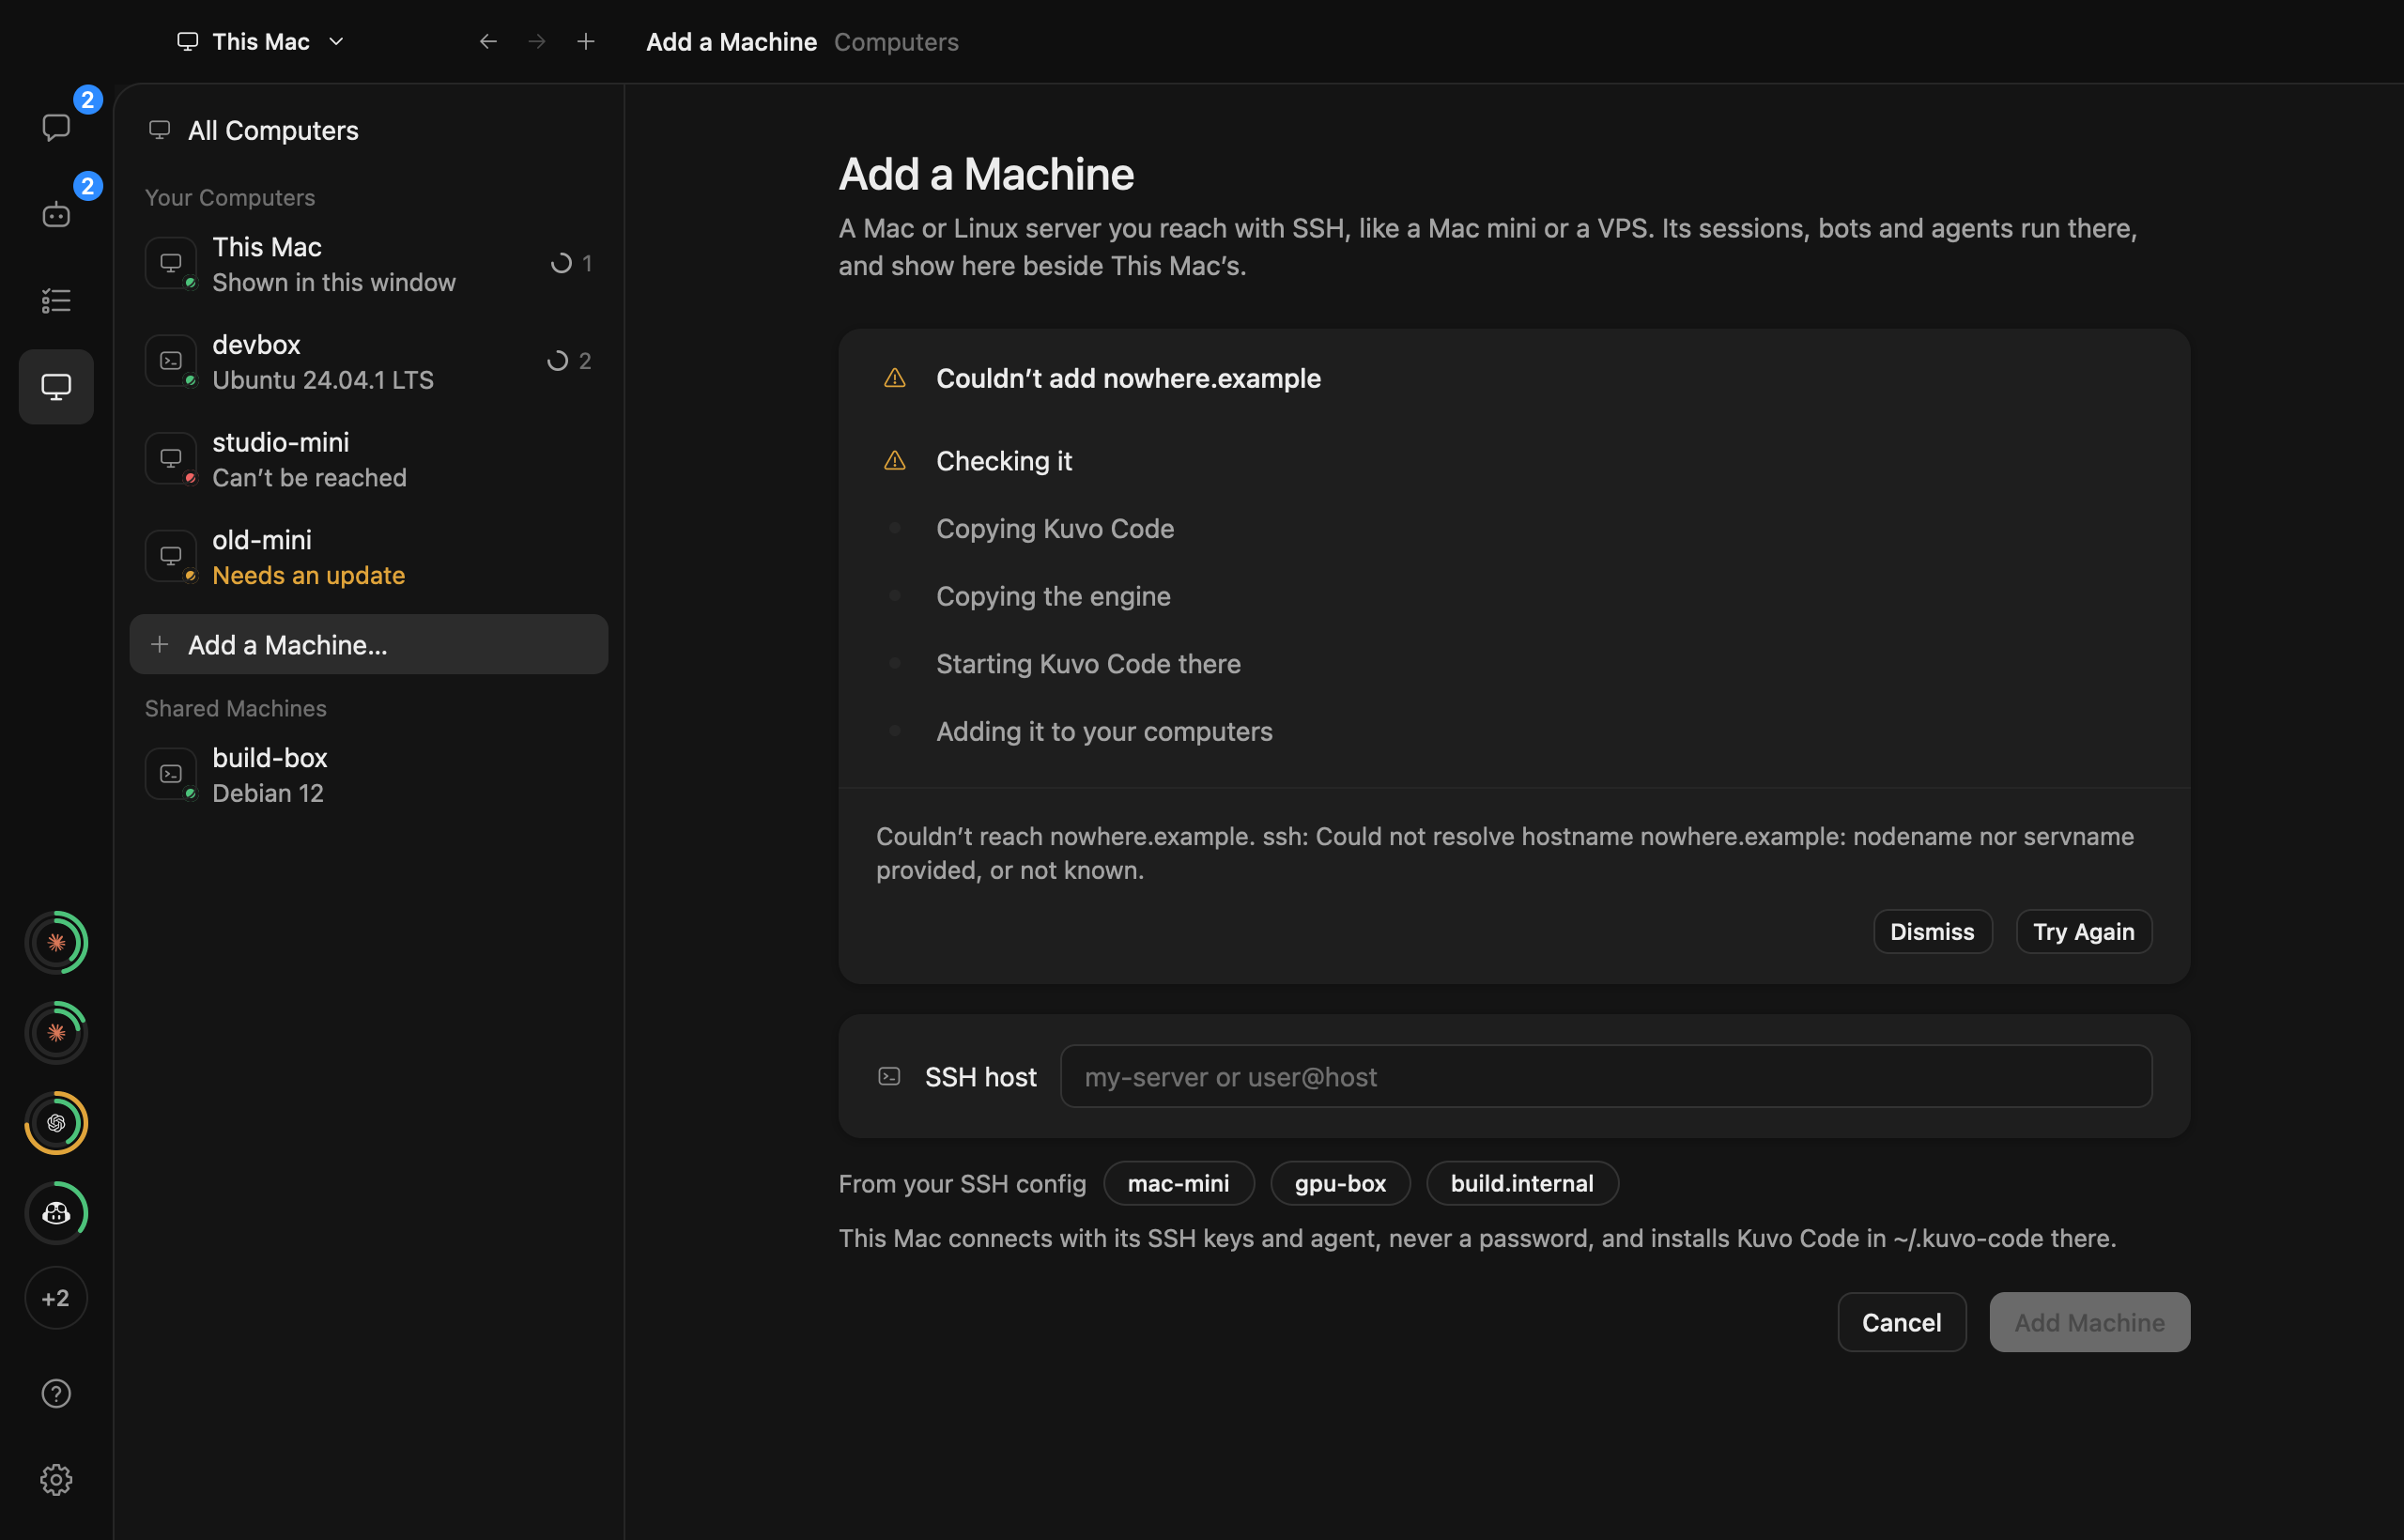 This Mac
Add a Machine Computers
2
2
All Computers
Your Computers
This Mac
Shown in this window
1
devbox
Ubuntu 24.04.1 LTS
2
studio-mini
Can’t be reached
old-mini
Needs an update
Add a Machine...
Shared Machines
build-box
Debian 12
+2
Add a Machine
A Mac or Linux server you reach with SSH, like a Mac mini or a VPS. Its sessions, bots and agents run there,
and show here beside This Mac’s.
Couldn’t add nowhere.example
Checking it
Copying Kuvo Code
Copying the engine
Starting Kuvo Code there
Adding it to your computers
Couldn’t reach nowhere.example. ssh: Could not resolve hostname nowhere.example: nodename nor servname
provided, or not known.
Dismiss
Try Again
SSH host
my-server or user@host
From your SSH config
mac-mini
gpu-box
build.internal
This Mac connects with its SSH keys and agent, never a password, and installs Kuvo Code in ~/.kuvo-code there.
Cancel
Add Machine